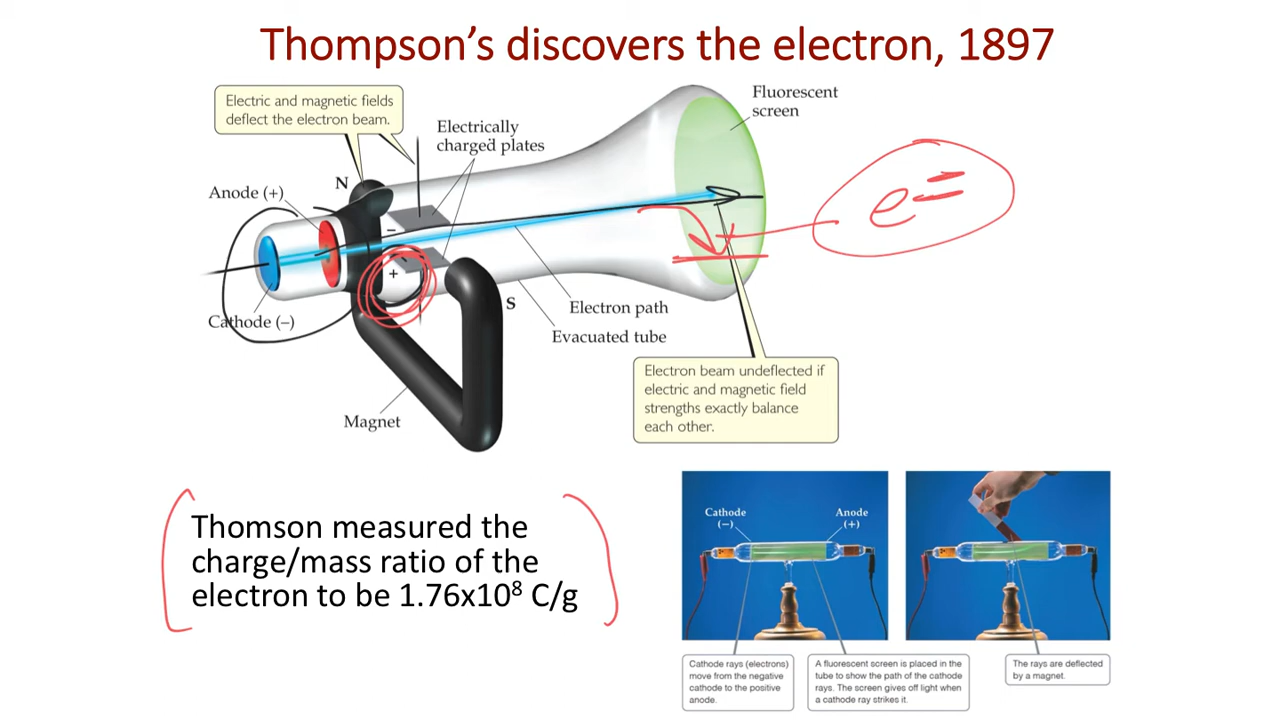 Thompson's discovers the electron, 1897
Electric and magnetic fields
deflect the electron beam.
Electrically
charged plates
Fluorescent
screen
N
Anode (+)
–
+
e–
S
Cathode (–)
Electron path
Evacuated tube
Magnet
Electron beam undeflected if
electric and magnetic field
strengths exactly balance
each other.
Thomson measured the
charge/mass ratio of the
electron to be 1.76x10⁸ C/g
Cathode
(–)
Anode
(+)
Cathode rays (electrons)
move from the negative
cathode to the positive
anode.
A fluorescent screen is placed in the
tube to show the path of the cathode
rays. The screen gives off light when
a cathode ray strikes it.
The rays are deflected
by a magnet.